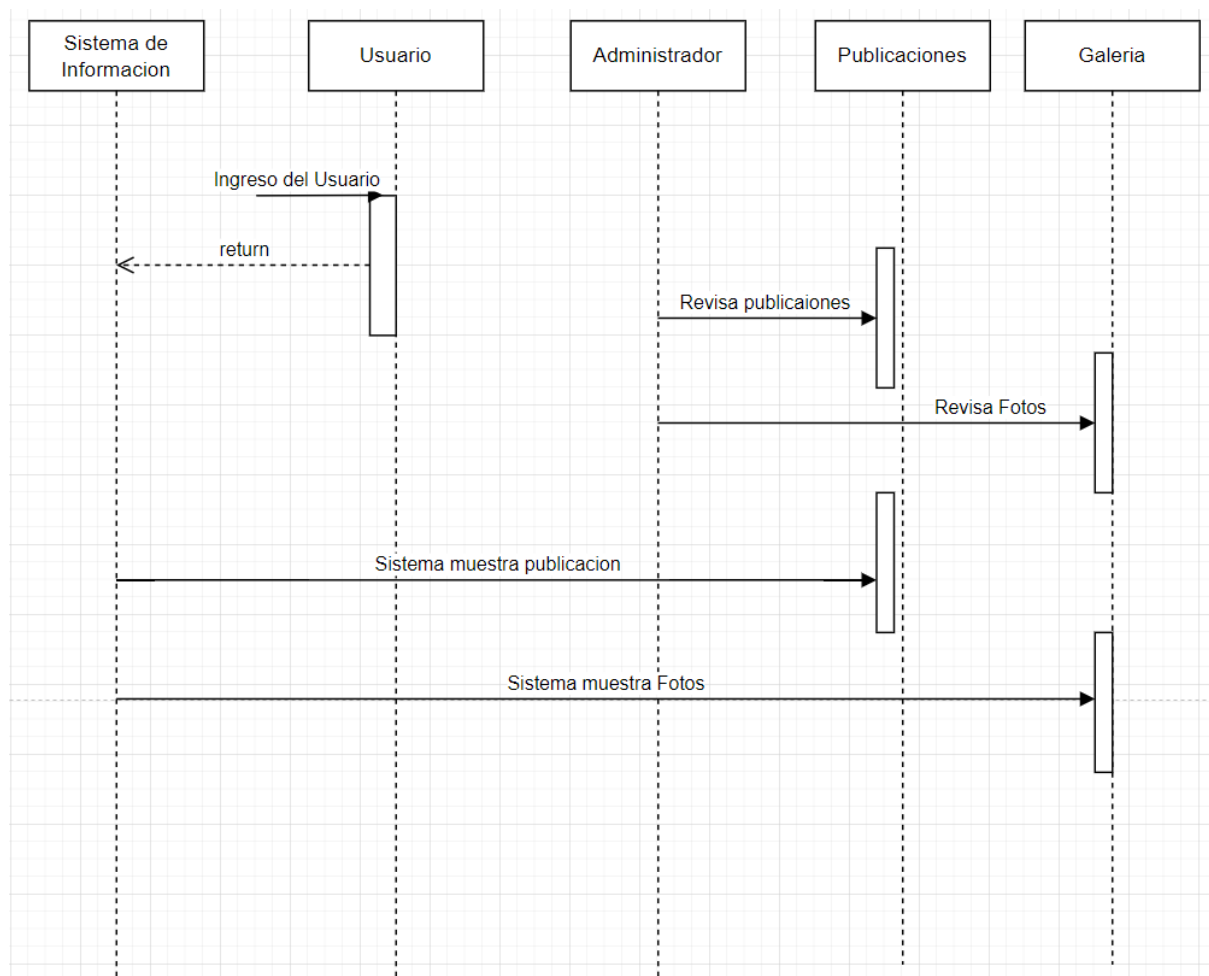 Sistema de
Informacion
Usuario
Administrador
Publicaciones
Galeria
Ingreso del Usuario
return
Revisa publicaiones
Revisa Fotos
Sistema muestra publicacion
Sistema muestra Fotos